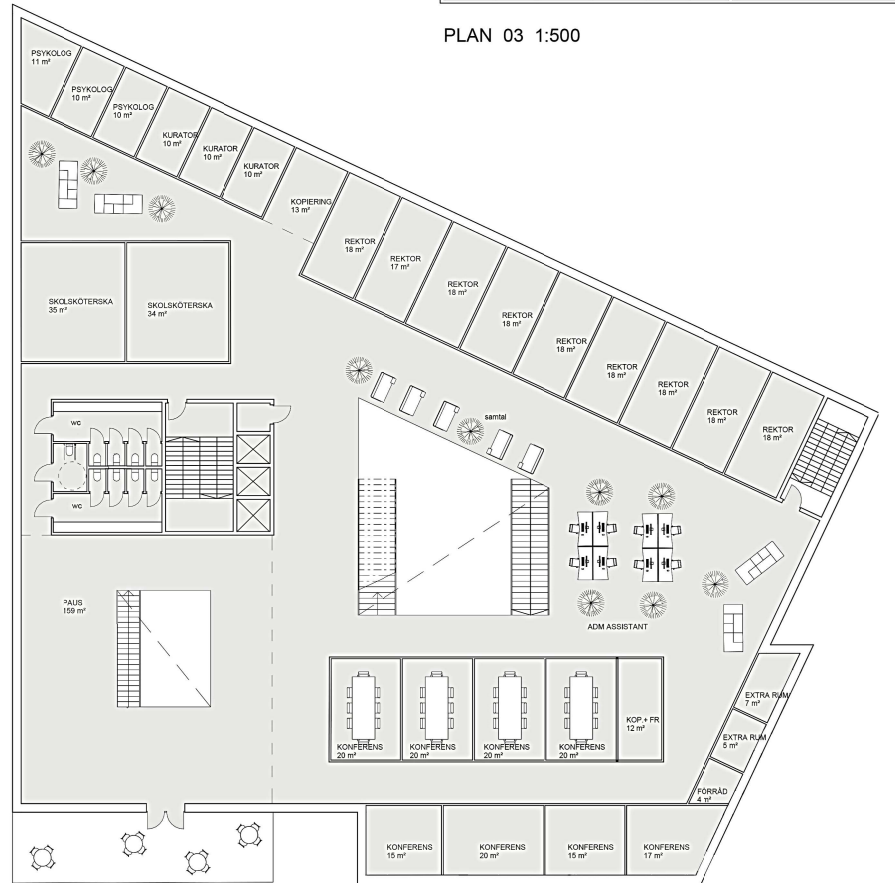 PLAN 03 1:500
PSYKOLOG
11 m²
PSYKOLOG
10 m²
PSYKOLOG
10 m²
KURATOR
10 m²
KURATOR
10 m²
KURATOR
10 m²
KOPIERING
13 m²
REKTOR
18 m²
REKTOR
17 m²
REKTOR
18 m²
REKTOR
18 m²
REKTOR
18 m²
REKTOR
18 m²
REKTOR
18 m²
REKTOR
18 m²
REKTOR
18 m²
SKOLSKÖTERSKA
35 m²
SKOLSKÖTERSKA
34 m²
samtal
WC
WC
PAUS
159 m²
ADM ASSISTANT
KONFERENS
20 m²
KONFERENS
20 m²
KONFERENS
20 m²
KONFERENS
20 m²
KOP.+ FR
12 m²
EXTRA RUM
7 m²
EXTRA RUM
5 m²
FÖRRÅD
4 m²
KONFERENS
15 m²
KONFERENS
20 m²
KONFERENS
15 m²
KONFERENS
17 m²